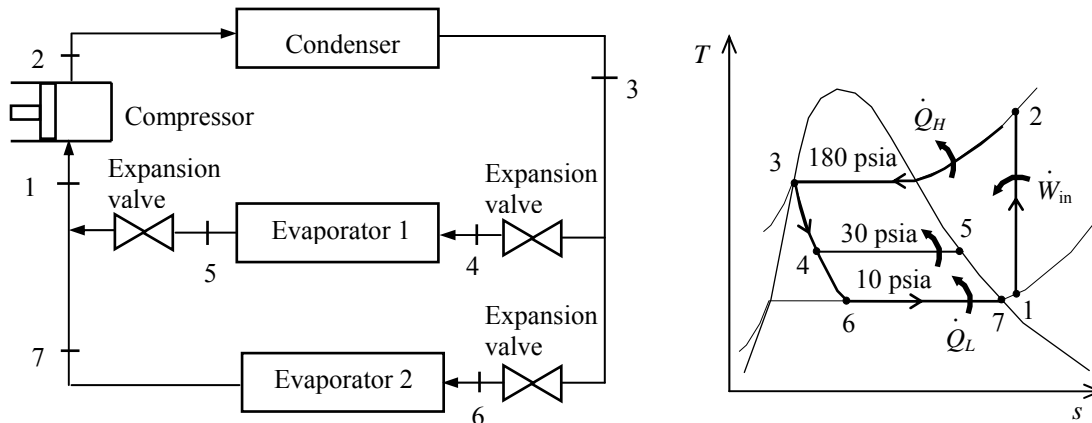 2
Condenser
3
Compressor
1
Expansion
valve
Expansion
valve
Evaporator 1
5
4
7
Expansion
valve
Evaporator 2
6
T
2
Q̇H
3
180 psia
Ẇin
30 psia
5
4
10 psia
6
7
1
Q̇L
s